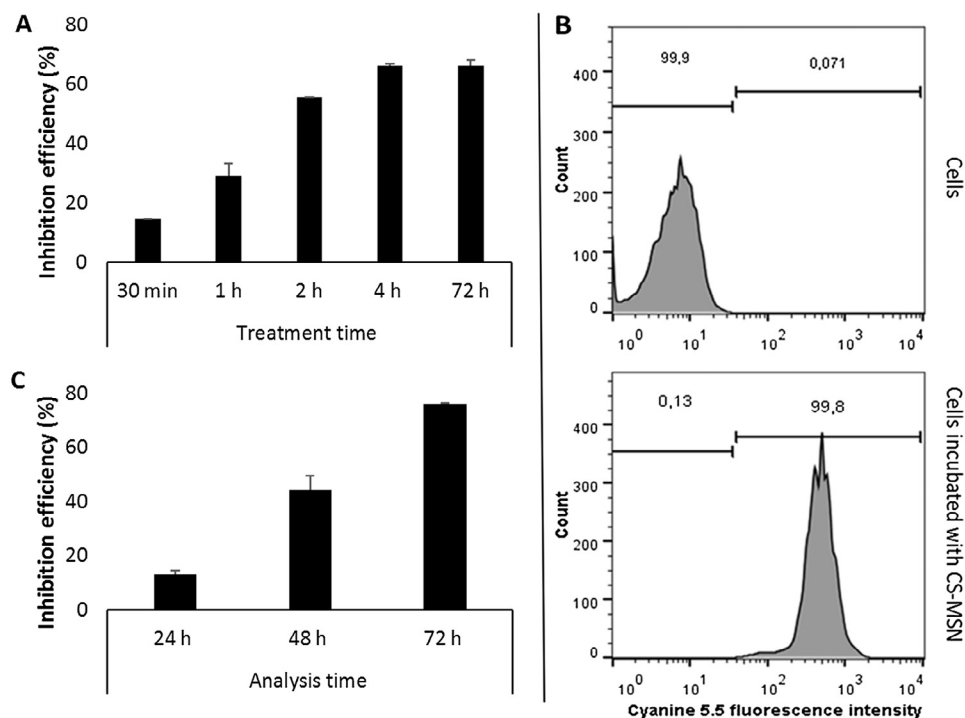 A
Inhibition efficiency (%)
80
60
40
20
0
30 min 1 h 2 h 4 h 72 h
Treatment time
B
99,9 0,071
Count
400
300
200
100
0
10^0 10^1 10^2 10^3 10^4
Cells
0,13 99,8
Count
400
300
200
100
0
10^0 10^1 10^2 10^3 10^4
Cyanine 5.5 fluorescence intensity
Cells incubated with CS-MSN
C
Inhibition efficiency (%)
80
60
40
20
0
24 h 48 h 72 h
Analysis time